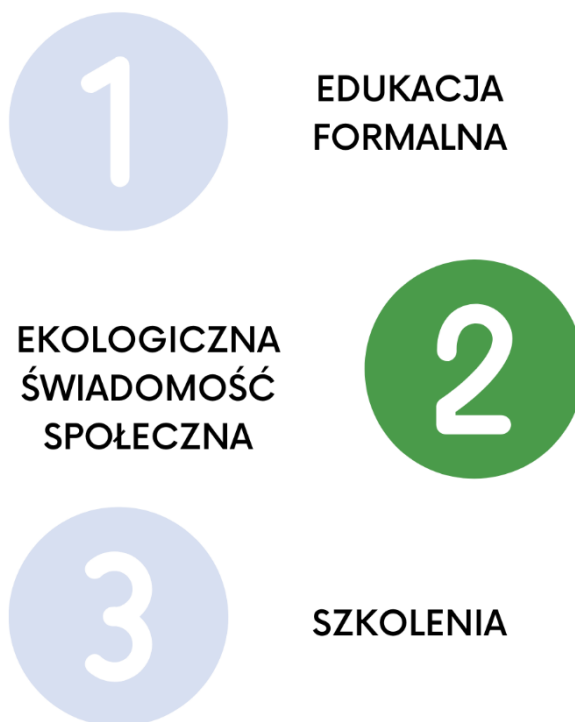 1
EDUKACJA
FORMALNA
EKOLOGICZNA
ŚWIADOMOŚĆ
SPOŁECZNA
2
3
SZKOLENIA